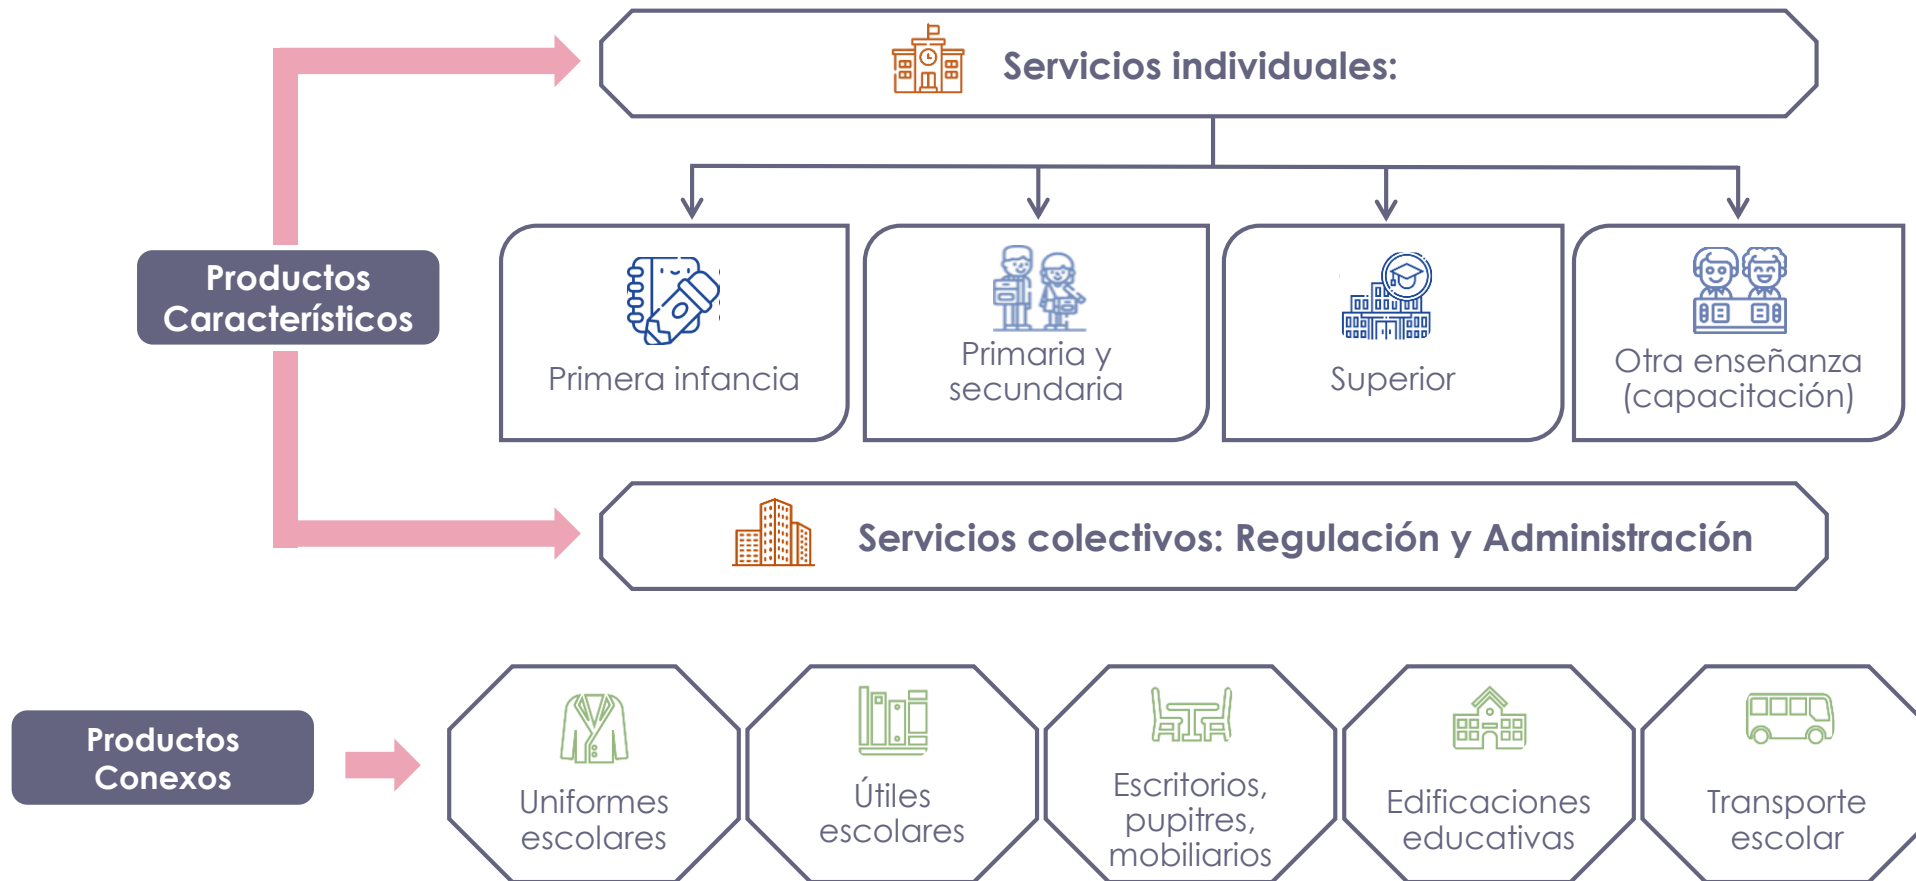 Servicios individuales:
Productos
Característicos
Primera infancia
Primaria y
secundaria
Superior
Otra enseñanza
(capacitación)
Servicios colectivos: Regulación y Administración
Productos
Conexos
Uniformes
escolares
Útiles
escolares
Escritorios,
pupitres,
mobiliarios
Edificaciones
educativas
Transporte
escolar